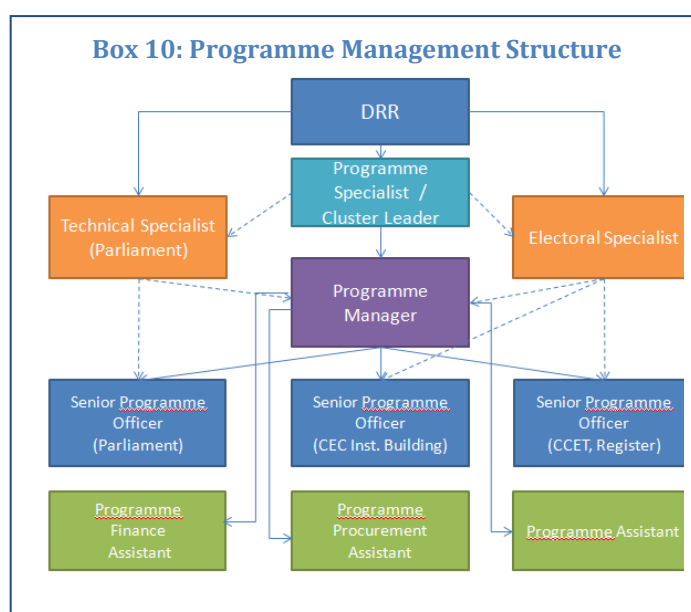 Box 10: Programme Management Structure
DRR
Programme
Specialist /
Cluster Leader
Technical Specialist
(Parliament)
Electoral Specialist
Programme
Manager
Senior Programme
Officer
(Parliament)
Senior Programme
Officer
(CEC Inst. Building)
Senior Programme
Officer
(CCET, Register)
Programme
Finance
Assistant
Programme
Procurement
Assistant
Programme Assistant